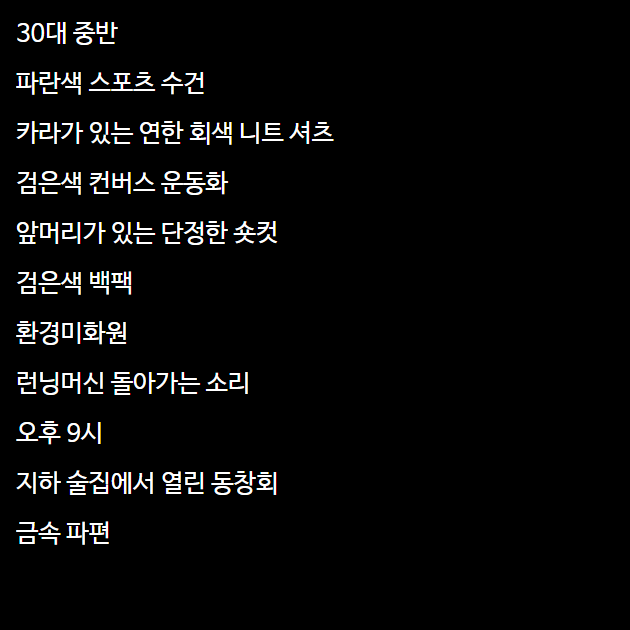 30대 중반
파란색 스포츠 수건
카라가 있는 연한 회색 니트 셔츠
검은색 컨버스 운동화
앞머리가 있는 단정한 숏컷
검은색 백팩
환경미화원
런닝머신 돌아가는 소리
오후 9시
지하 술집에서 열린 동창회
금속 파편